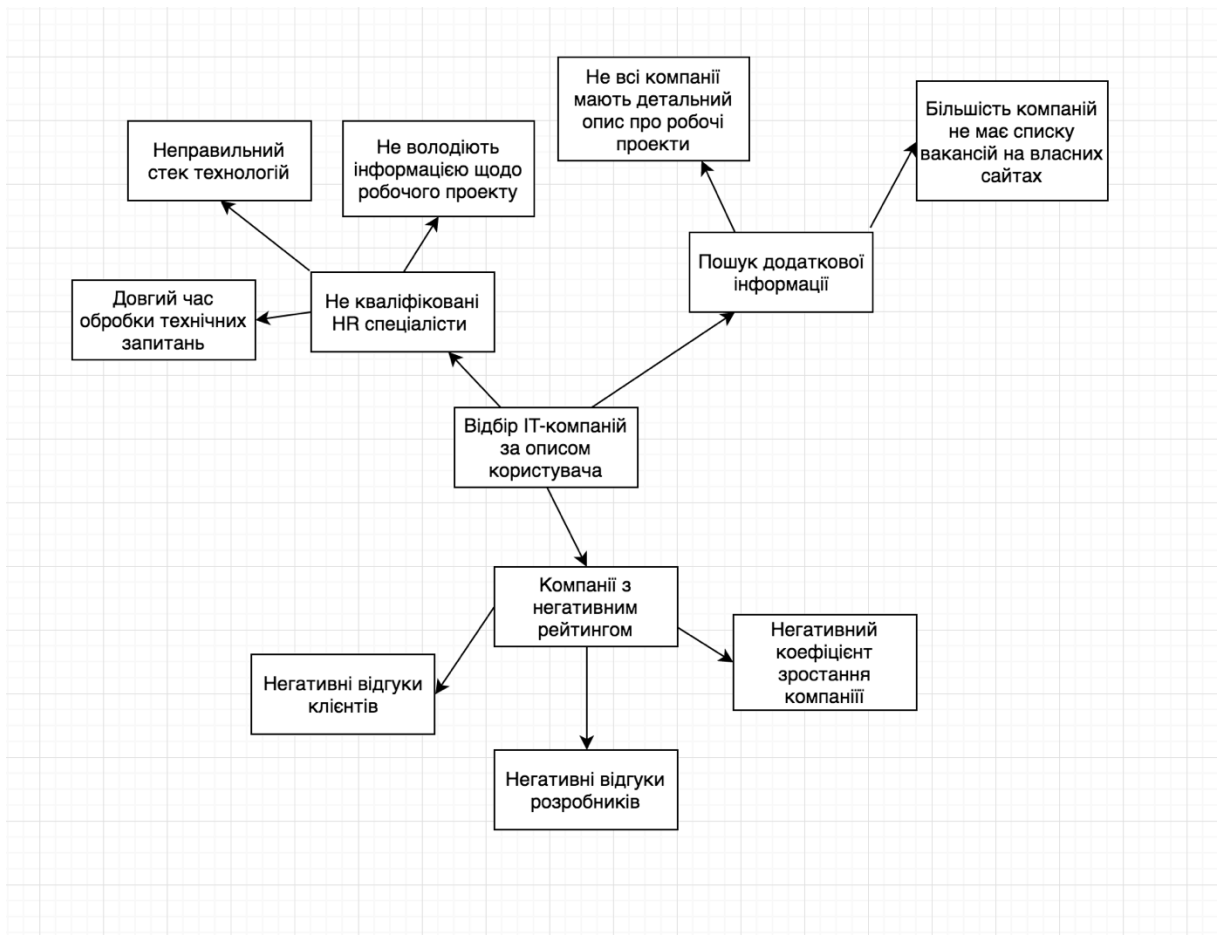 Не всі компанії
мають детальний
опис про робочі
проекти
Більшість компаній
не має списку
вакансій на власних
сайтах
Неправильний
стек технологій
Не володіють
інформацією щодо
робочого проекту
Пошук додаткової
інформації
Довгий час
обробки технічних
запитань
Не кваліфіковані
HR спеціалісти
Відбір ІТ-компаній
за описом
користувача
Компанії з
негативним
рейтингом
Негативний
коефіцієнт
зростання
компаніїї
Негативні відгуки
клієнтів
Негативні відгуки
розробників